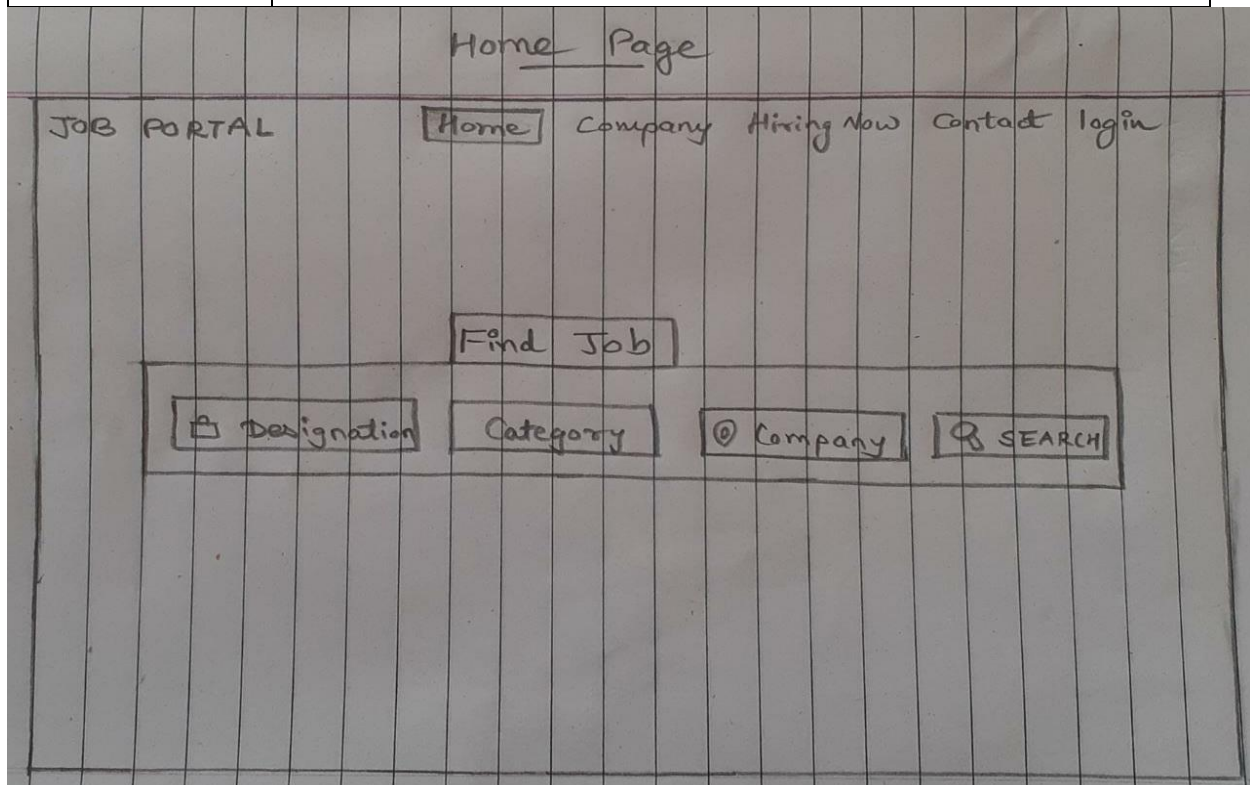 Home Page
JOB PORTAL Home Company Hiring Now Contact login
Find Job
Designation Category Company SEARCH